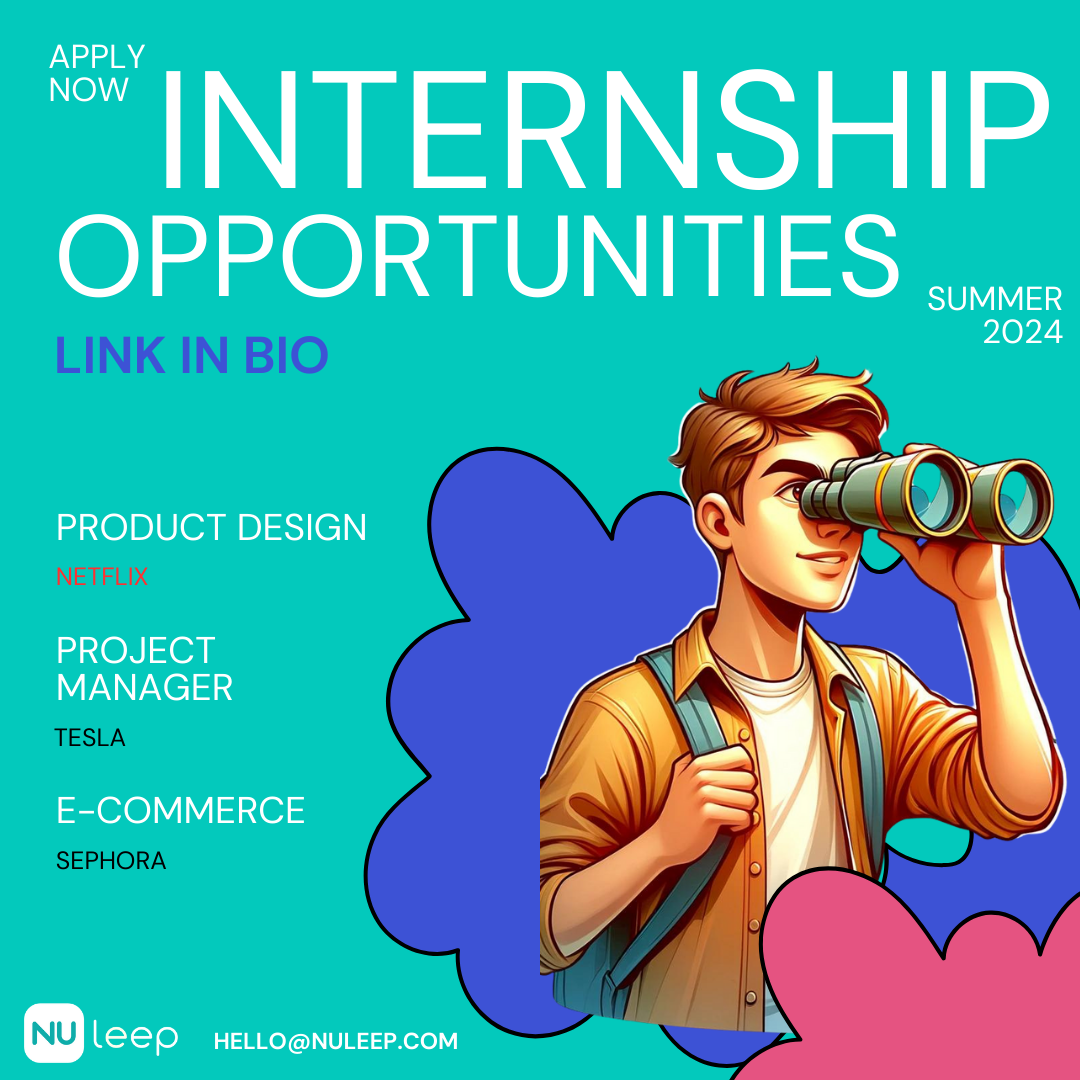 APPLY
NOW
INTERNSHIP
OPPORTUNITIES
SUMMER
2024
LINK IN BIO
PRODUCT DESIGN
NETFLIX
PROJECT
MANAGER
TESLA
E-COMMERCE
SEPHORA
NU leep
HELLO@NULEEP.COM